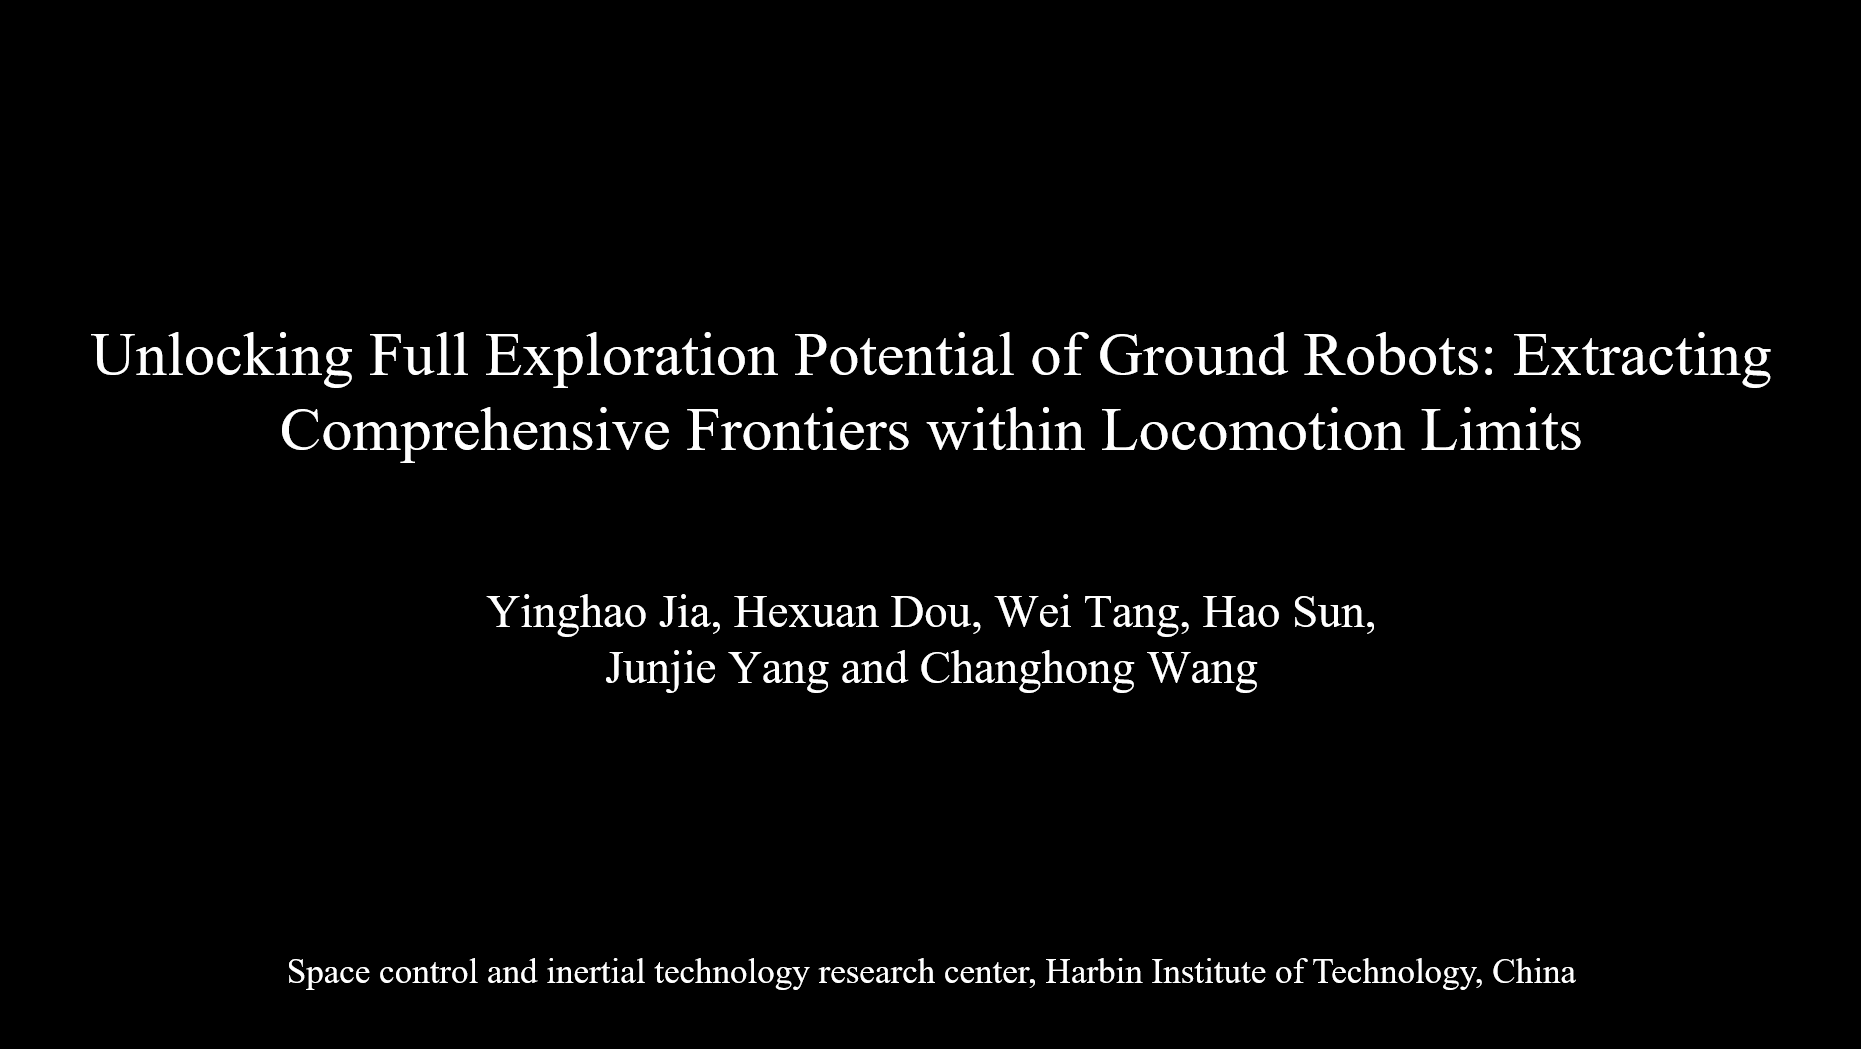 Unlocking Full Exploration Potential of Ground Robots: Extracting
Comprehensive Frontiers within Locomotion Limits
Yinghao Jia, Hexuan Dou, Wei Tang, Hao Sun,
Junjie Yang and Changhong Wang
Space control and inertial technology research center, Harbin Institute of Technology, China